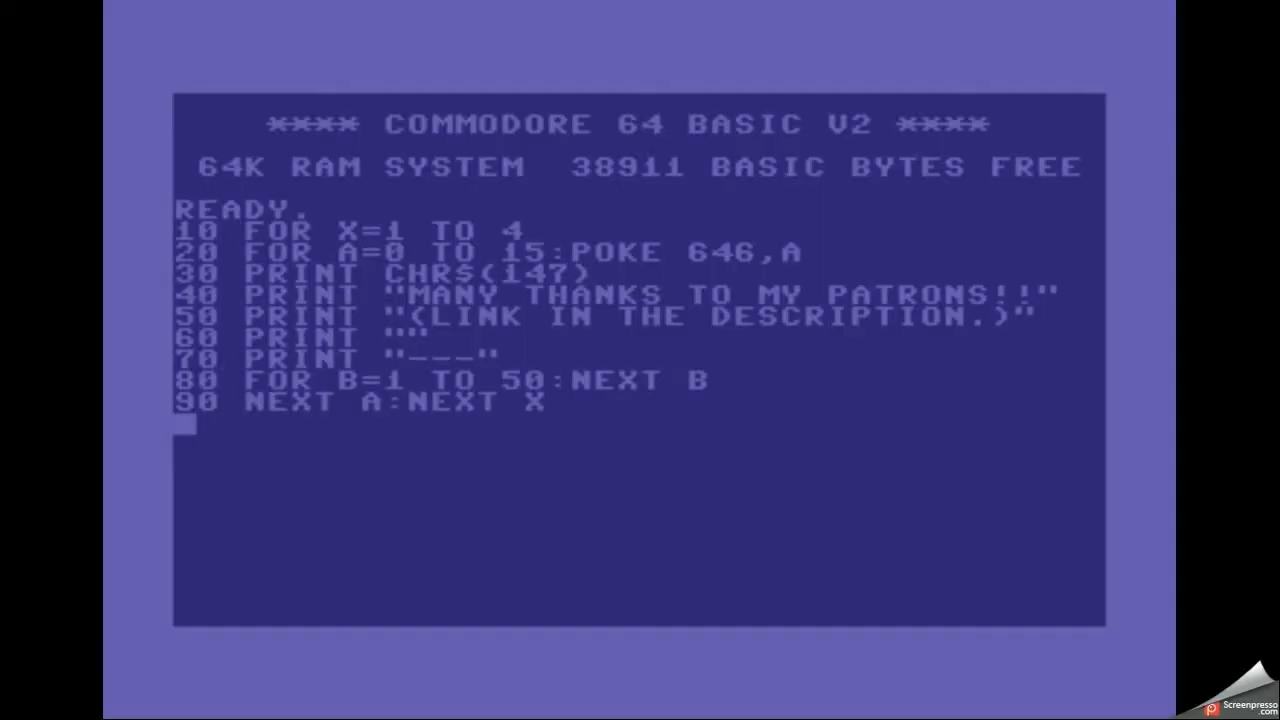 **** COMMODORE 64 BASIC V2 ****
64K RAM SYSTEM  38911 BASIC BYTES FREE
READY.
10 FOR X=1 TO 4
20 FOR A=0 TO 15:POKE 646,A
30 PRINT CHR$(147)
40 PRINT "MANY THANKS TO MY PATRONS!!"
50 PRINT "(LINK IN THE DESCRIPTION.)"
60 PRINT ""
70 PRINT "---"
80 FOR B=1 TO 50:NEXT B
90 NEXT A:NEXT X
Screenpresso
.com